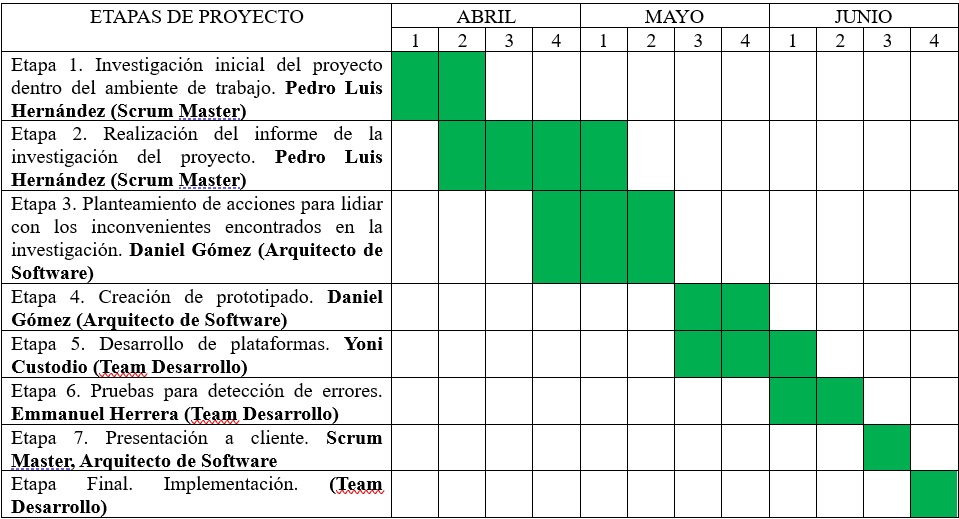 ETAPAS DE PROYECTO ABRIL MAYO JUNIO
1 2 3 4 1 2 3 4 1 2 3 4
Etapa 1. Investigación inicial del proyecto
dentro del ambiente de trabajo. Pedro Luis
Hernández (Scrum Master)
Etapa 2. Realización del informe de la
investigación del proyecto. Pedro Luis
Hernández (Scrum Master)
Etapa 3. Planteamiento de acciones para lidiar
con los inconvenientes encontrados en la
investigación. Daniel Gómez (Arquitecto de
Software)
Etapa 4. Creación de prototipado. Daniel
Gómez (Arquitecto de Software)
Etapa 5. Desarrollo de plataformas. Yoni
Custodio (Team Desarrollo)
Etapa 6. Pruebas para detección de errores.
Emmanuel Herrera (Team Desarrollo)
Etapa 7. Presentación a cliente. Scrum
Master, Arquitecto de Software
Etapa Final. Implementación. (Team
Desarrollo)